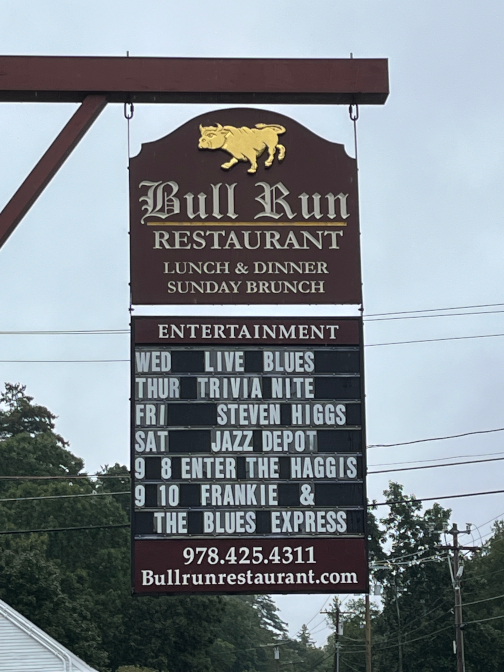 Bull Run
RESTAURANT
LUNCH & DINNER
SUNDAY BRUNCH
ENTERTAINMENT
WED LIVE BLUES
THUR TRIVIA NITE
FRI STEVEN HIGGS
SAT JAZZ DEPOT
9 8 ENTER THE HAGGIS
9 10 FRANKIE &
THE BLUES EXPRESS
978.425.4311
Bullrunrestaurant.com